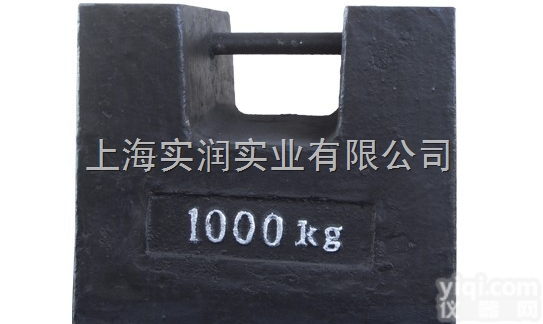 上海实润实业有限公司
1000 kg
yiqi.com
仪器网